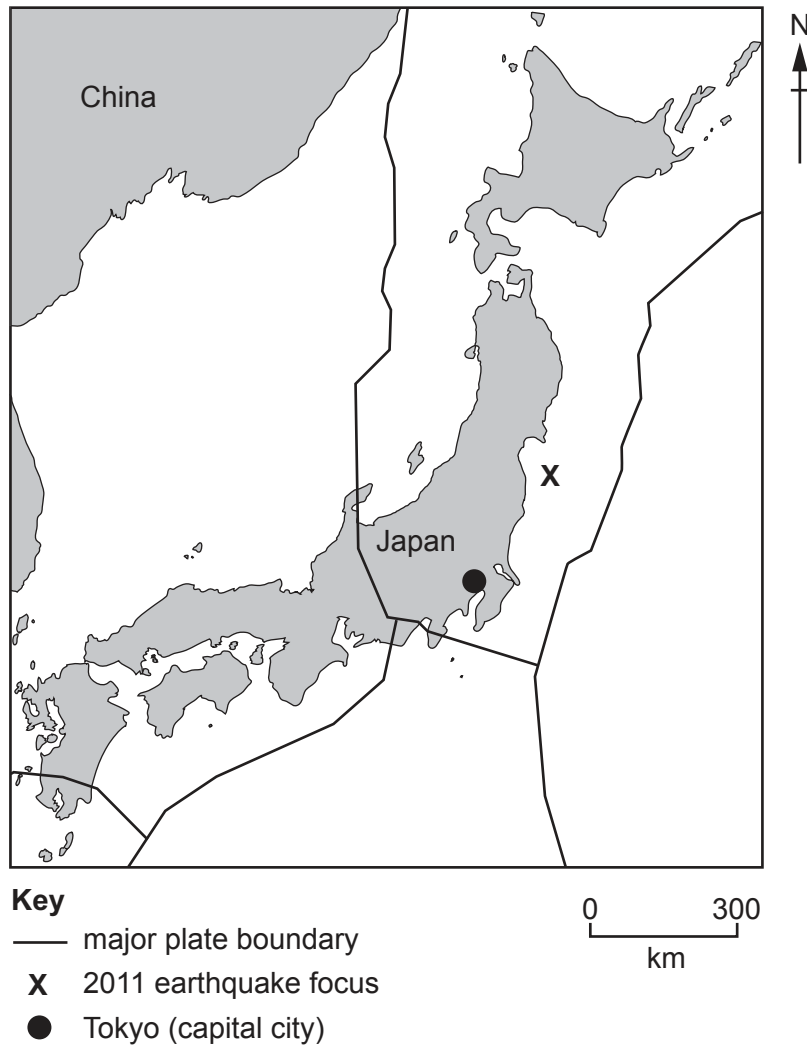 N
China
X
Japan
Key
major plate boundary
X 2011 earthquake focus
Tokyo (capital city)
0 300
km